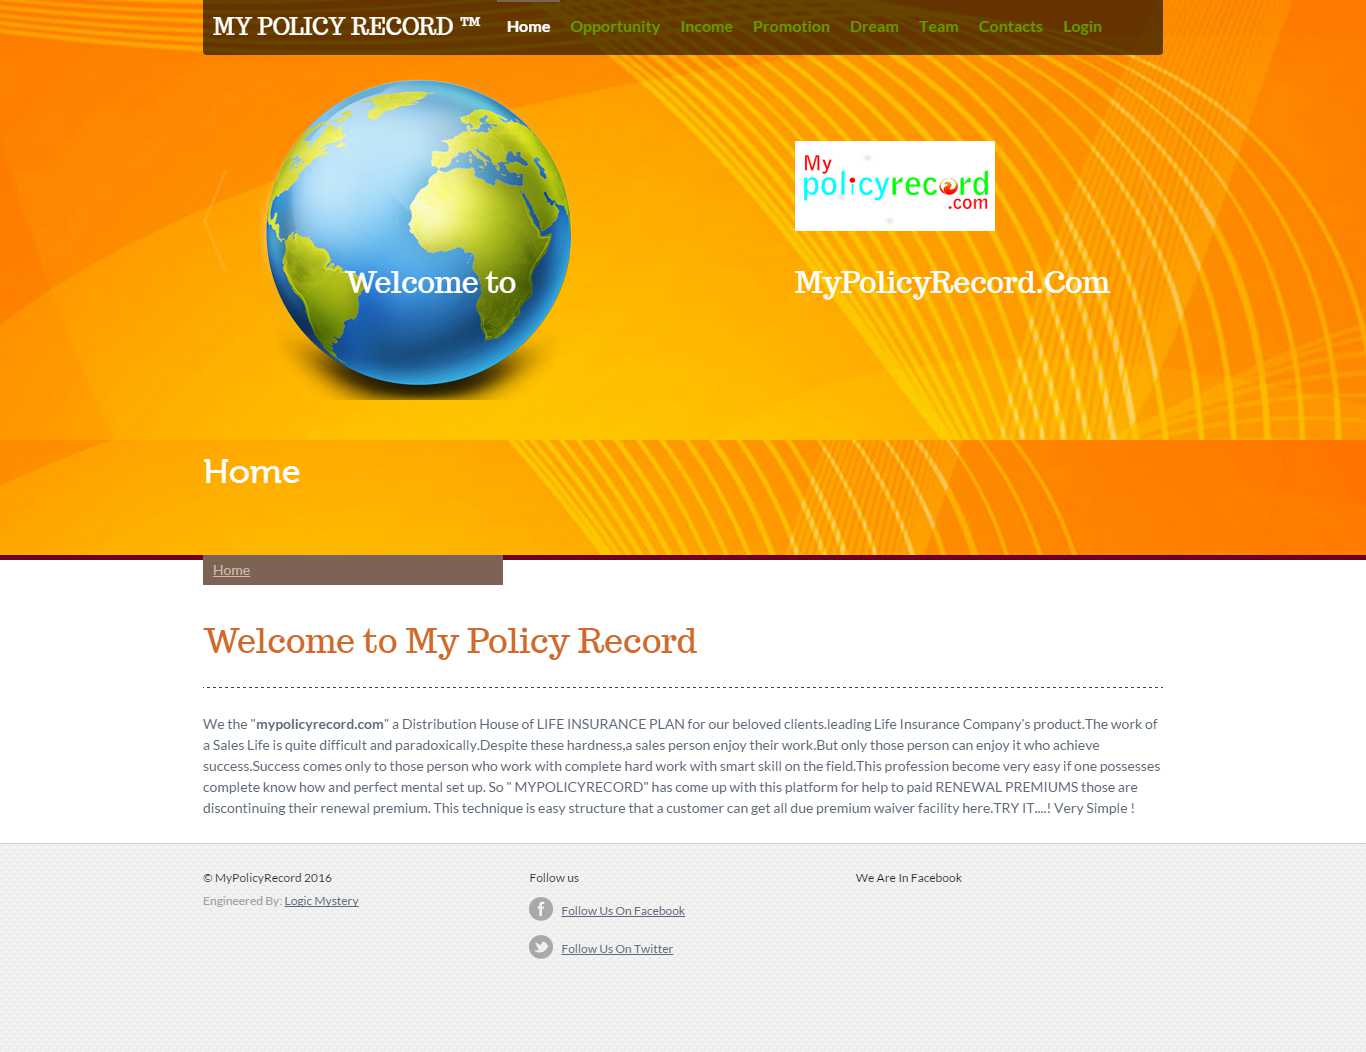 MY POLICY RECORD ™
Home Opportunity Income Promotion Dream Team Contacts Login
My
policyrecord
.com
Welcome to
MyPolicyRecord.Com
Home
Home
Welcome to My Policy Record
We the "mypolicyrecord.com" a Distribution House of LIFE INSURANCE PLAN for our beloved clients.leading Life Insurance Company's product.The work of
a Sales Life is quite difficult and paradoxically.Despite these hardness,a sales person enjoy their work.But only those person can enjoy it who achieve
success.Success comes only to those person who work with complete hard work with smart skill on the field.This profession become very easy if one possesses
complete know how and perfect mental set up. So " MYPOLICYRECORD" has come up with this platform for help to paid RENEWAL PREMIUMS those are
discontinuing their renewal premium. This technique is easy structure that a customer can get all due premium waiver facility here.TRY IT....! Very Simple !
© MyPolicyRecord 2016
Engineered By: Logic Mystery
Follow us
Follow Us On Facebook
Follow Us On Twitter
We Are In Facebook